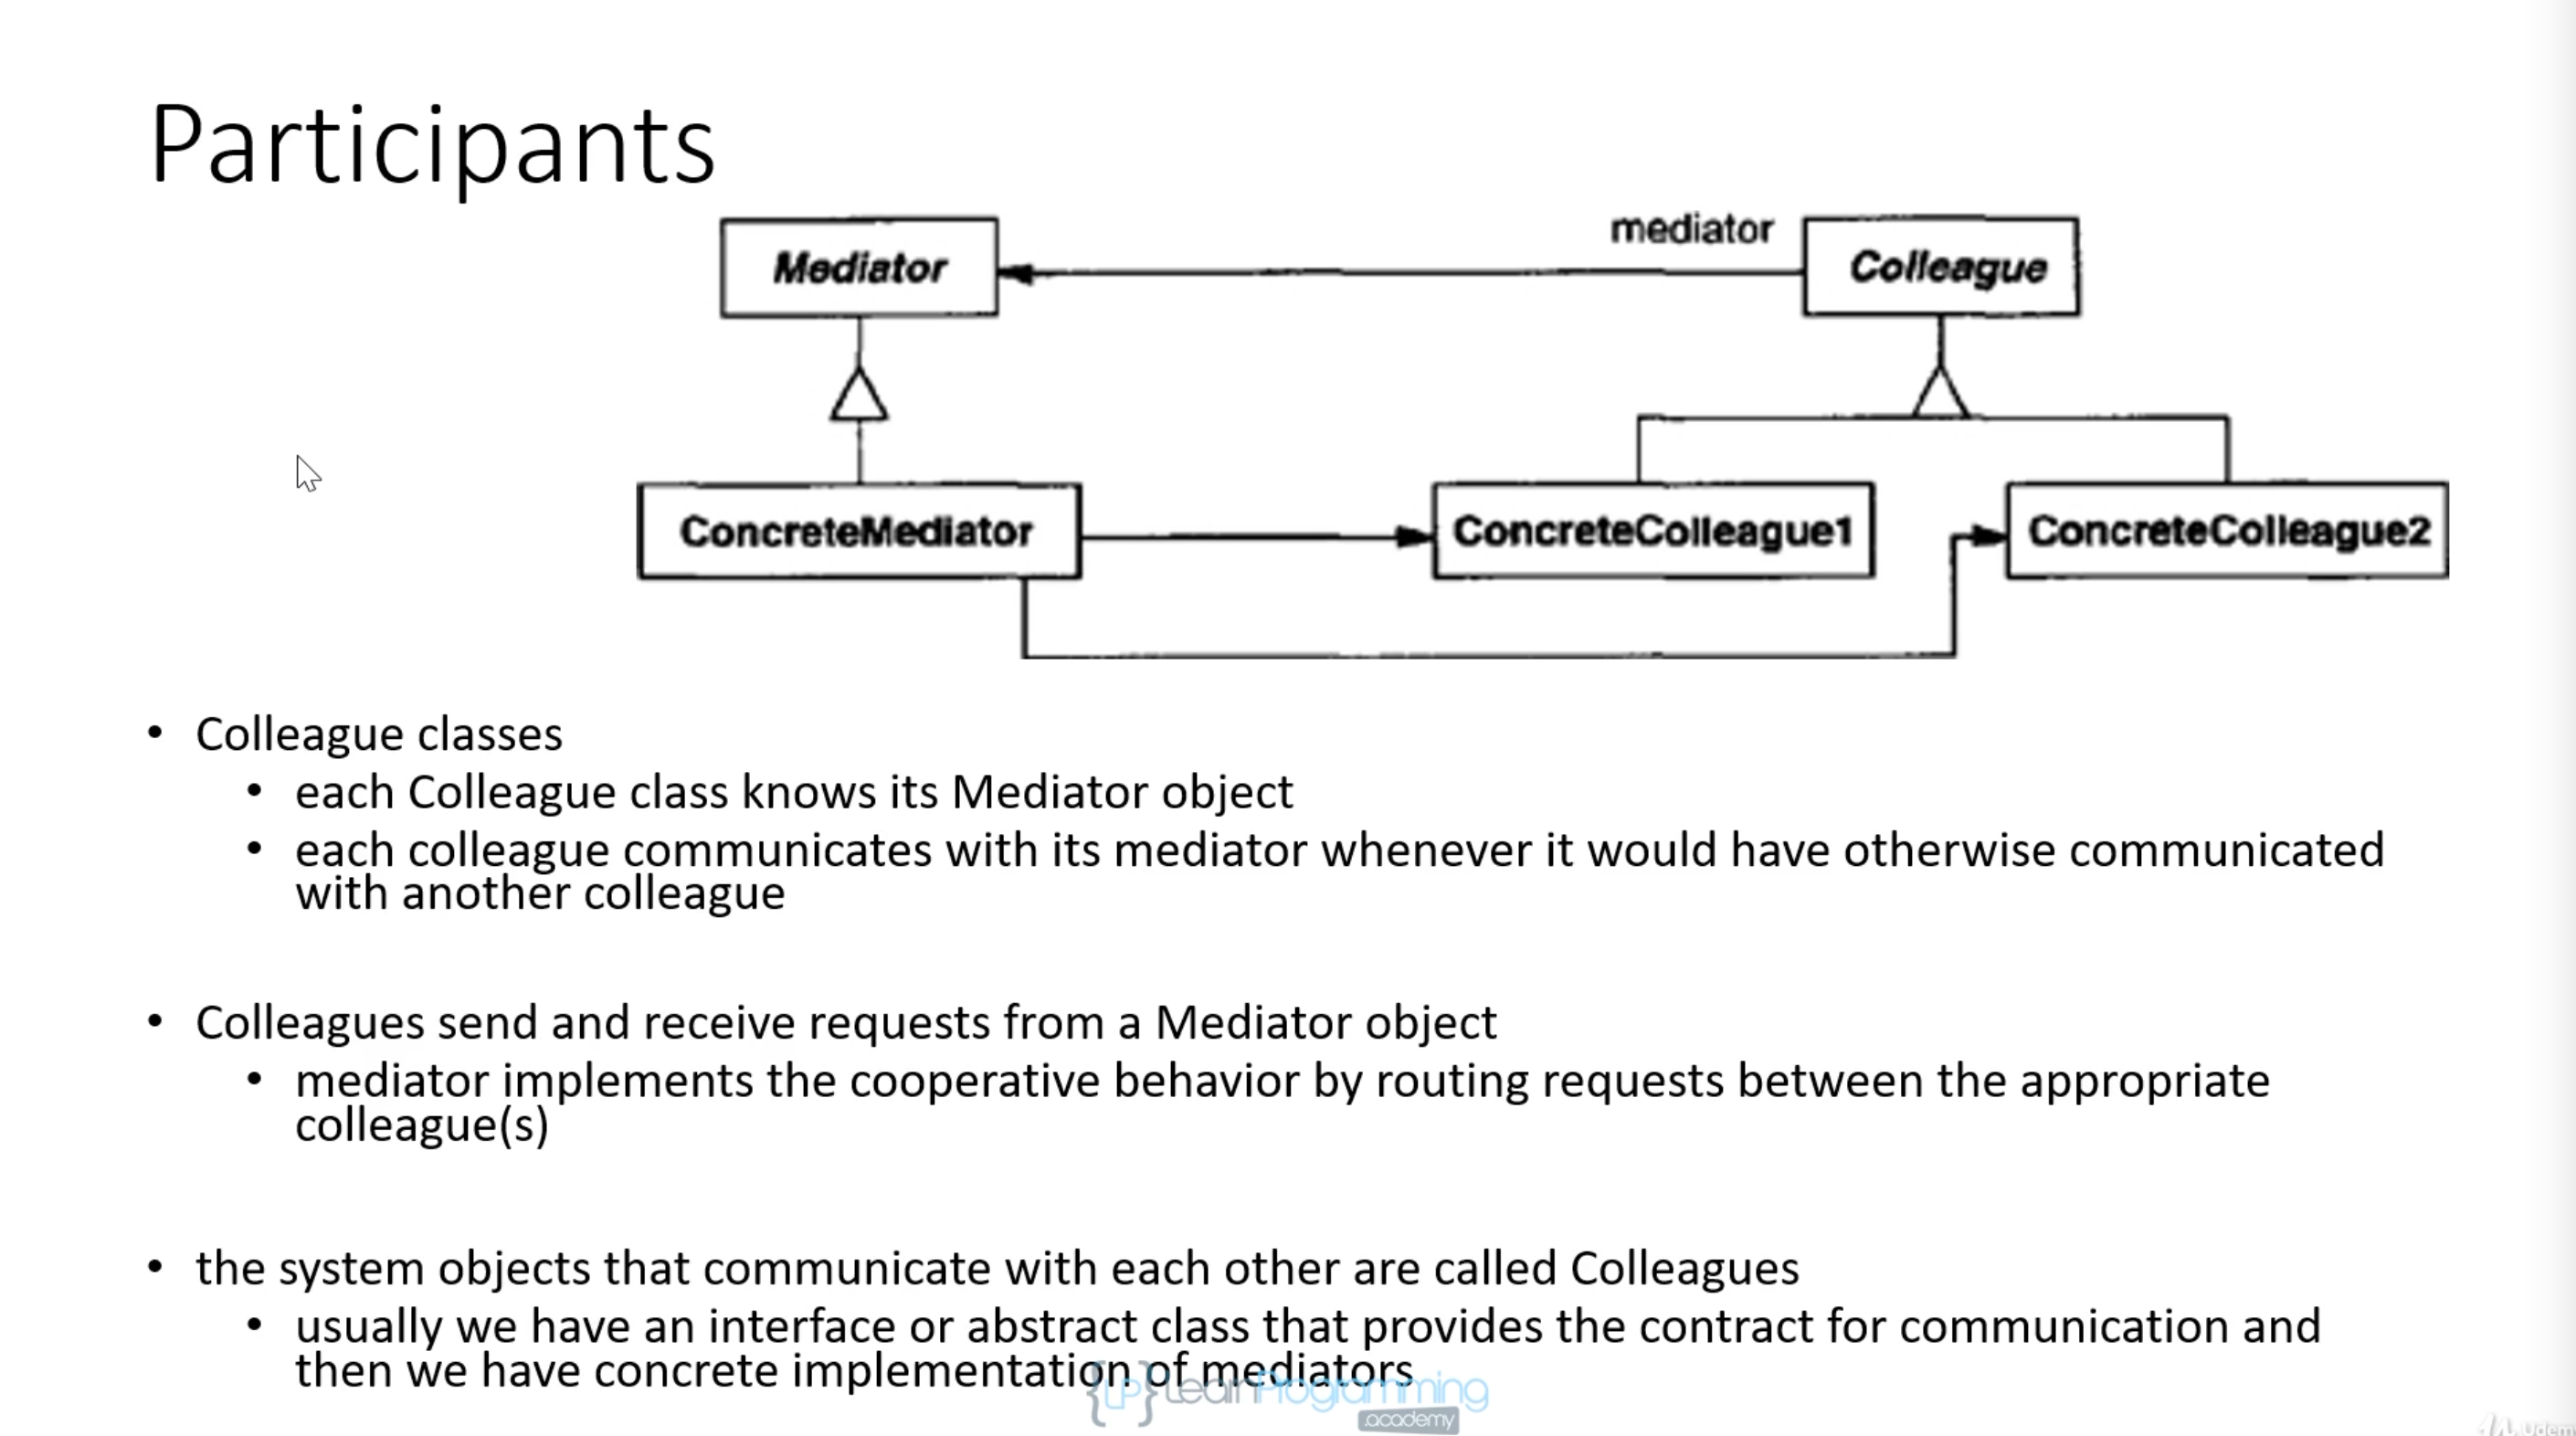 Participants
mediator
Mediator
Colleague
ConcreteMediator
ConcreteColleague1
ConcreteColleague2
• Colleague classes
• each Colleague class knows its Mediator object
• each colleague communicates with its mediator whenever it would have otherwise communicated
with another colleague
• Colleagues send and receive requests from a Mediator object
• mediator implements the cooperative behavior by routing requests between the appropriate
colleague(s)
• the system objects that communicate with each other are called Colleagues
• usually we have an interface or abstract class that provides the contract for communication and
then we have concrete implementation of mediators
{LP} LearnProgramming
.academy